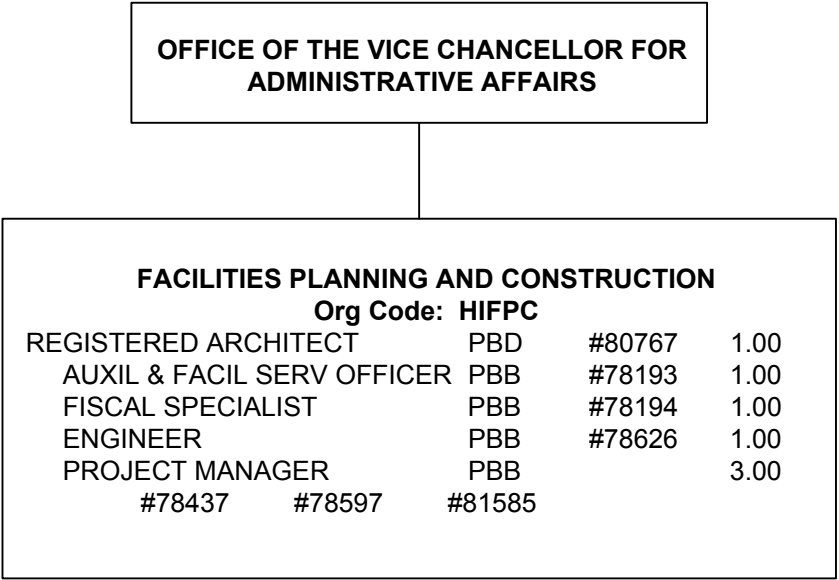 OFFICE OF THE VICE CHANCELLOR FOR
ADMINISTRATIVE AFFAIRS
FACILITIES PLANNING AND CONSTRUCTION
Org Code: HIFPC
REGISTERED ARCHITECT PBD #80767 1.00
AUXIL & FACIL SERV OFFICER PBB #78193 1.00
FISCAL SPECIALIST PBB #78194 1.00
ENGINEER PBB #78626 1.00
PROJECT MANAGER PBB 3.00
#78437 #78597 #81585